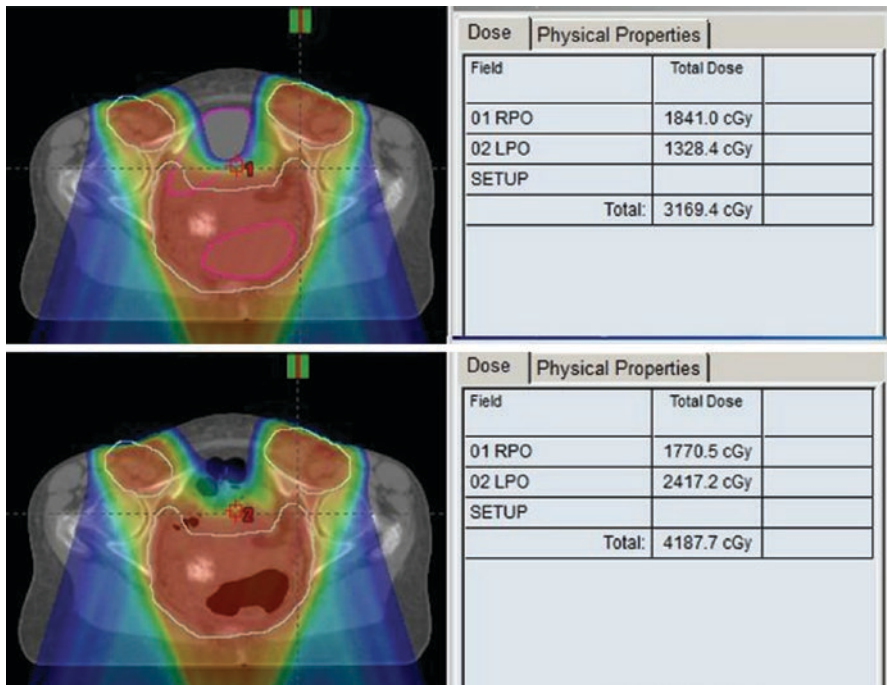 Dose Physical Properties
Field Total Dose
01 RPO 1841.0 cGy
02 LPO 1328.4 cGy
SETUP
Total: 3169.4 cGy
1
Dose Physical Properties
Field Total Dose
01 RPO 1770.5 cGy
02 LPO 2417.2 cGy
SETUP
Total: 4187.7 cGy
2